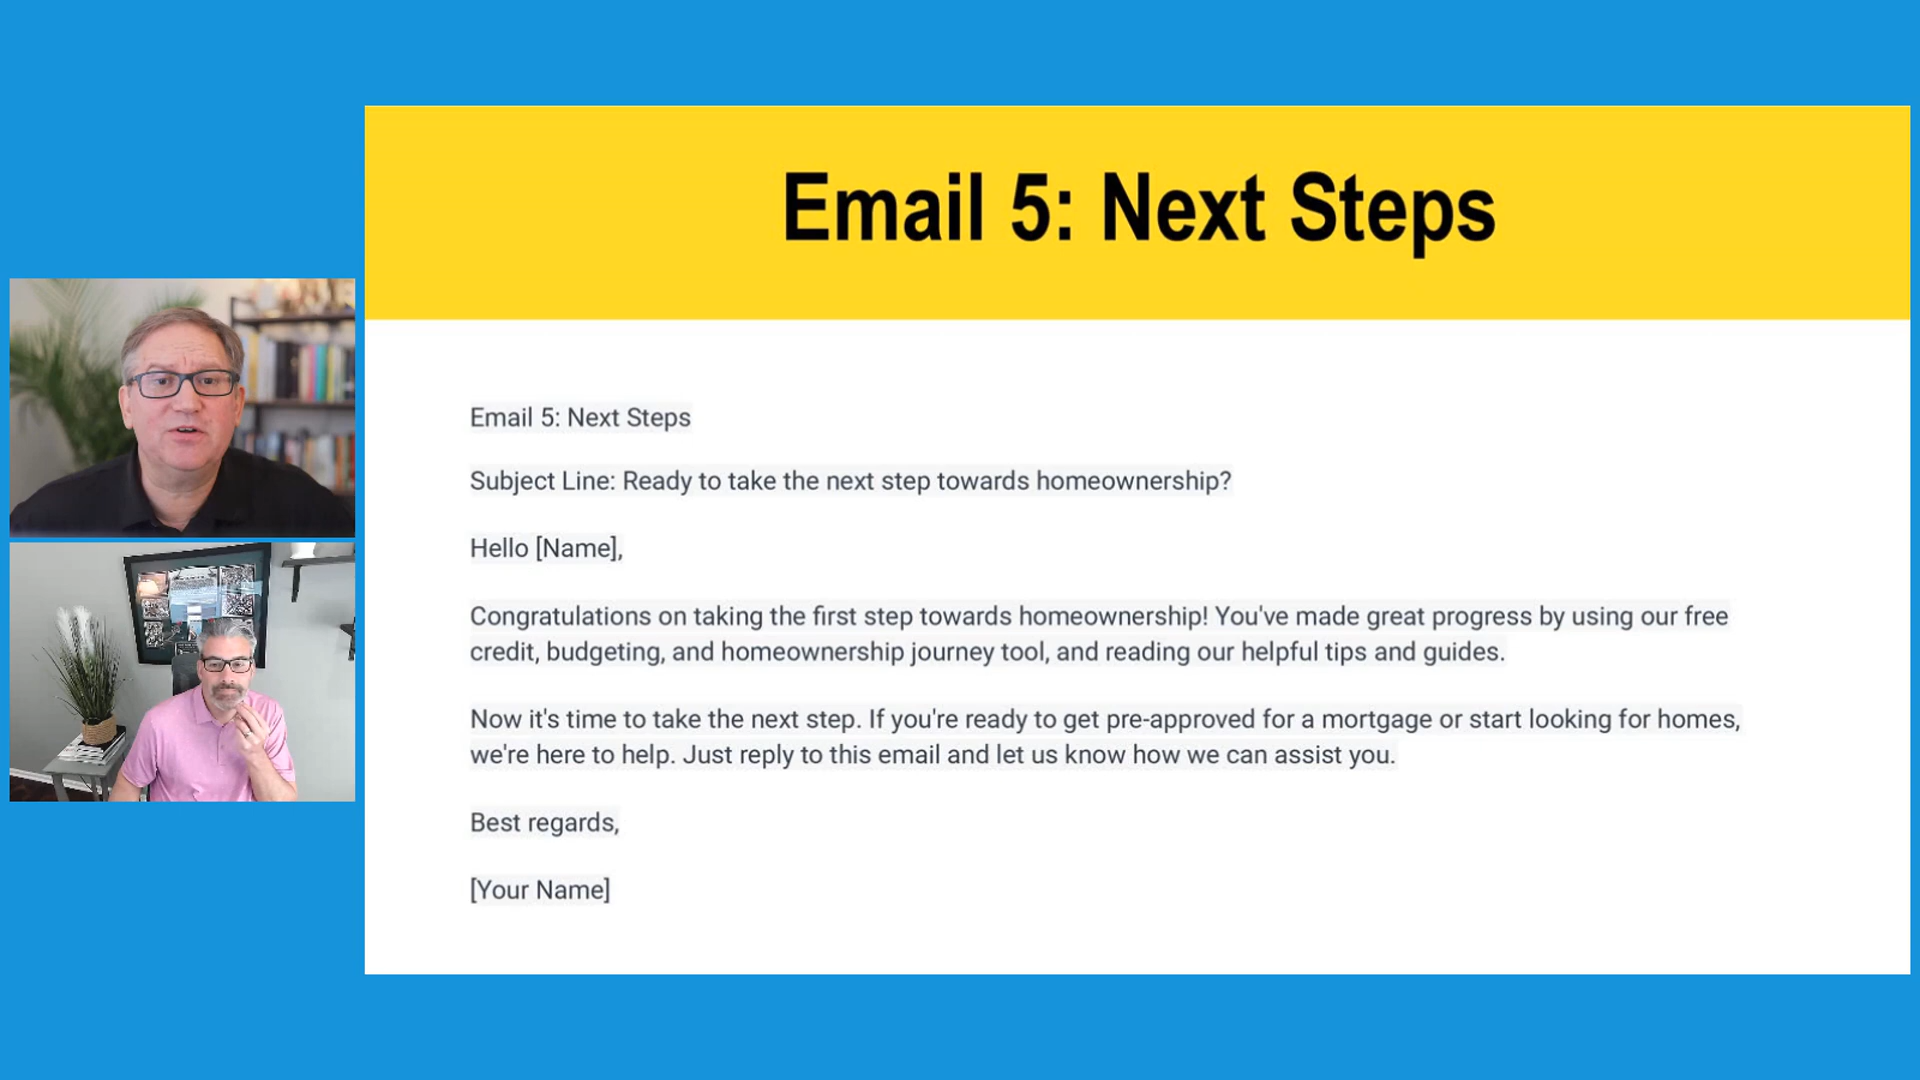 Email 5: Next Steps
Email 5: Next Steps
Subject Line: Ready to take the next step towards homeownership?
Hello [Name],
Congratulations on taking the first step towards homeownership! You've made great progress by using our free
credit, budgeting, and homeownership journey tool, and reading our helpful tips and guides.
Now it's time to take the next step. If you're ready to get pre-approved for a mortgage or start looking for homes,
we're here to help. Just reply to this email and let us know how we can assist you.
Best regards,
[Your Name]